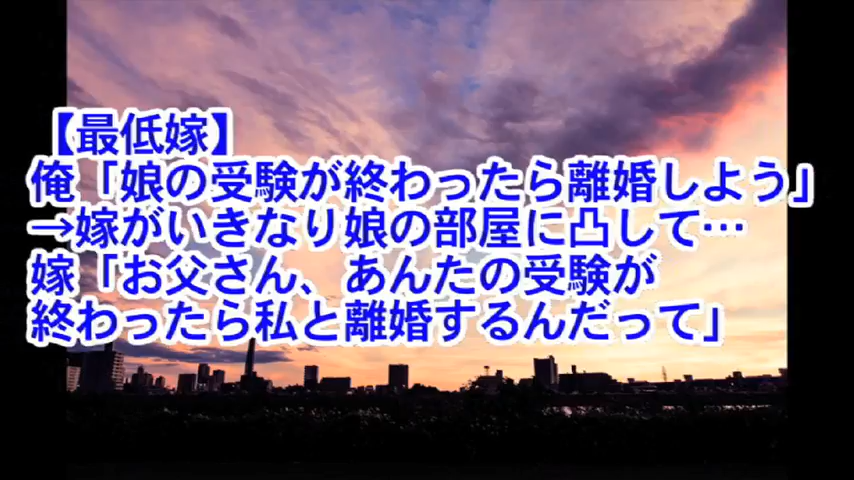 【最低嫁】
俺「娘の受験が終わったら離婚しよう」
→嫁がいきなり娘の部屋に凸して…
嫁「お父さん、あんたの受験が
終わったら私と離婚するんだって」